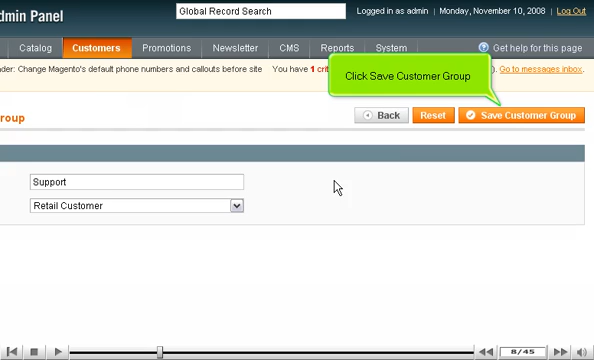 dmin Panel
Global Record Search
Logged in as admin | Monday, November 10, 2008 | Log Out
Catalog Customers Promotions Newsletter CMS Reports System Get help for this page
der: Change Magento's default phone numbers and callouts before site You have 1 crit ). Go to messages inbox.
Click Save Customer Group
roup
Back Reset Save Customer Group
Support
Retail Customer
8/45